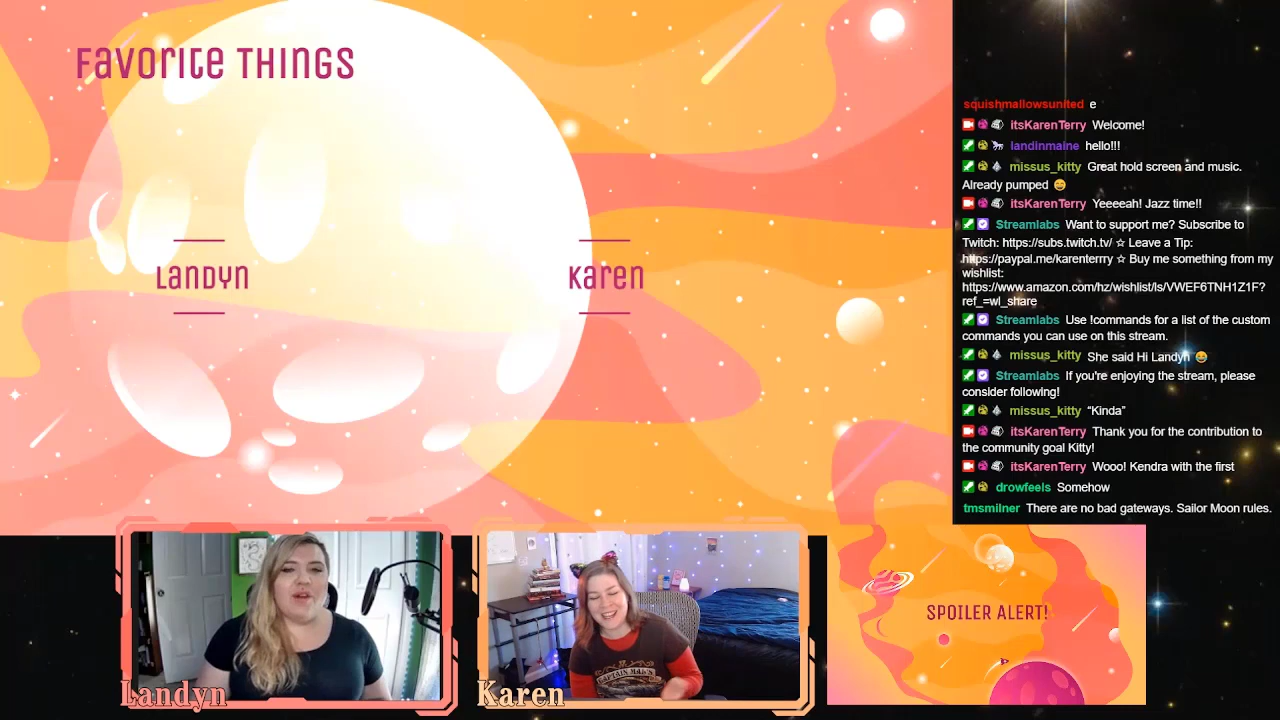 Favorite Things
Landyn
Karen
squishmallowsunited e
itsKarenTerry Welcome!
landinmaine hello!!!
missus_kitty Great hold screen and music.
Already pumped 😄
itsKarenTerry Yeeeeah! Jazz time!!
Streamlabs Want to support me? Subscribe to
Twitch: https://subs.twitch.tv/ ☆ Leave a Tip:
https://paypal.me/karenterrry ☆ Buy me something from my
wishlist:
https://www.amazon.com/hz/wishlist/ls/VWEF6TNH1Z1F?
ref_=wl_share
Streamlabs Use !commands for a list of the custom
commands you can use on this stream.
missus_kitty She said Hi Landyn 😂
Streamlabs If you're enjoying the stream, please
consider following!
missus_kitty “Kinda”
itsKarenTerry Thank you for the contribution to
the community goal Kitty!
itsKarenTerry Wooo! Kendra with the first
drowfeels Somehow
tmsmilner There are no bad gateways. Sailor Moon rules.
Landyn
Karen
SPOILER ALERT!